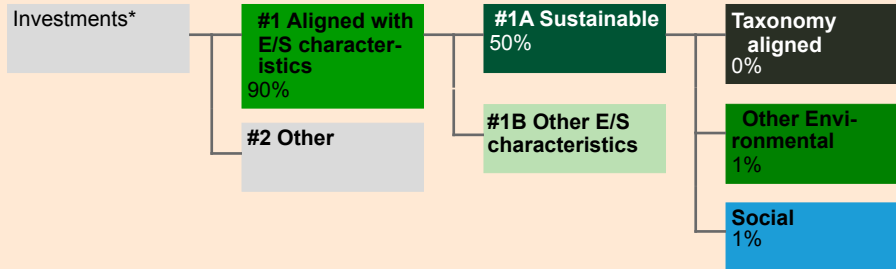 Investments*
#1 Aligned with
E/S character-
istics
90%
#2 Other
#1A Sustainable
50%
#1B Other E/S
characteristics
Taxonomy
aligned
0%
Other Envi-
ronmental
1%
Social
1%